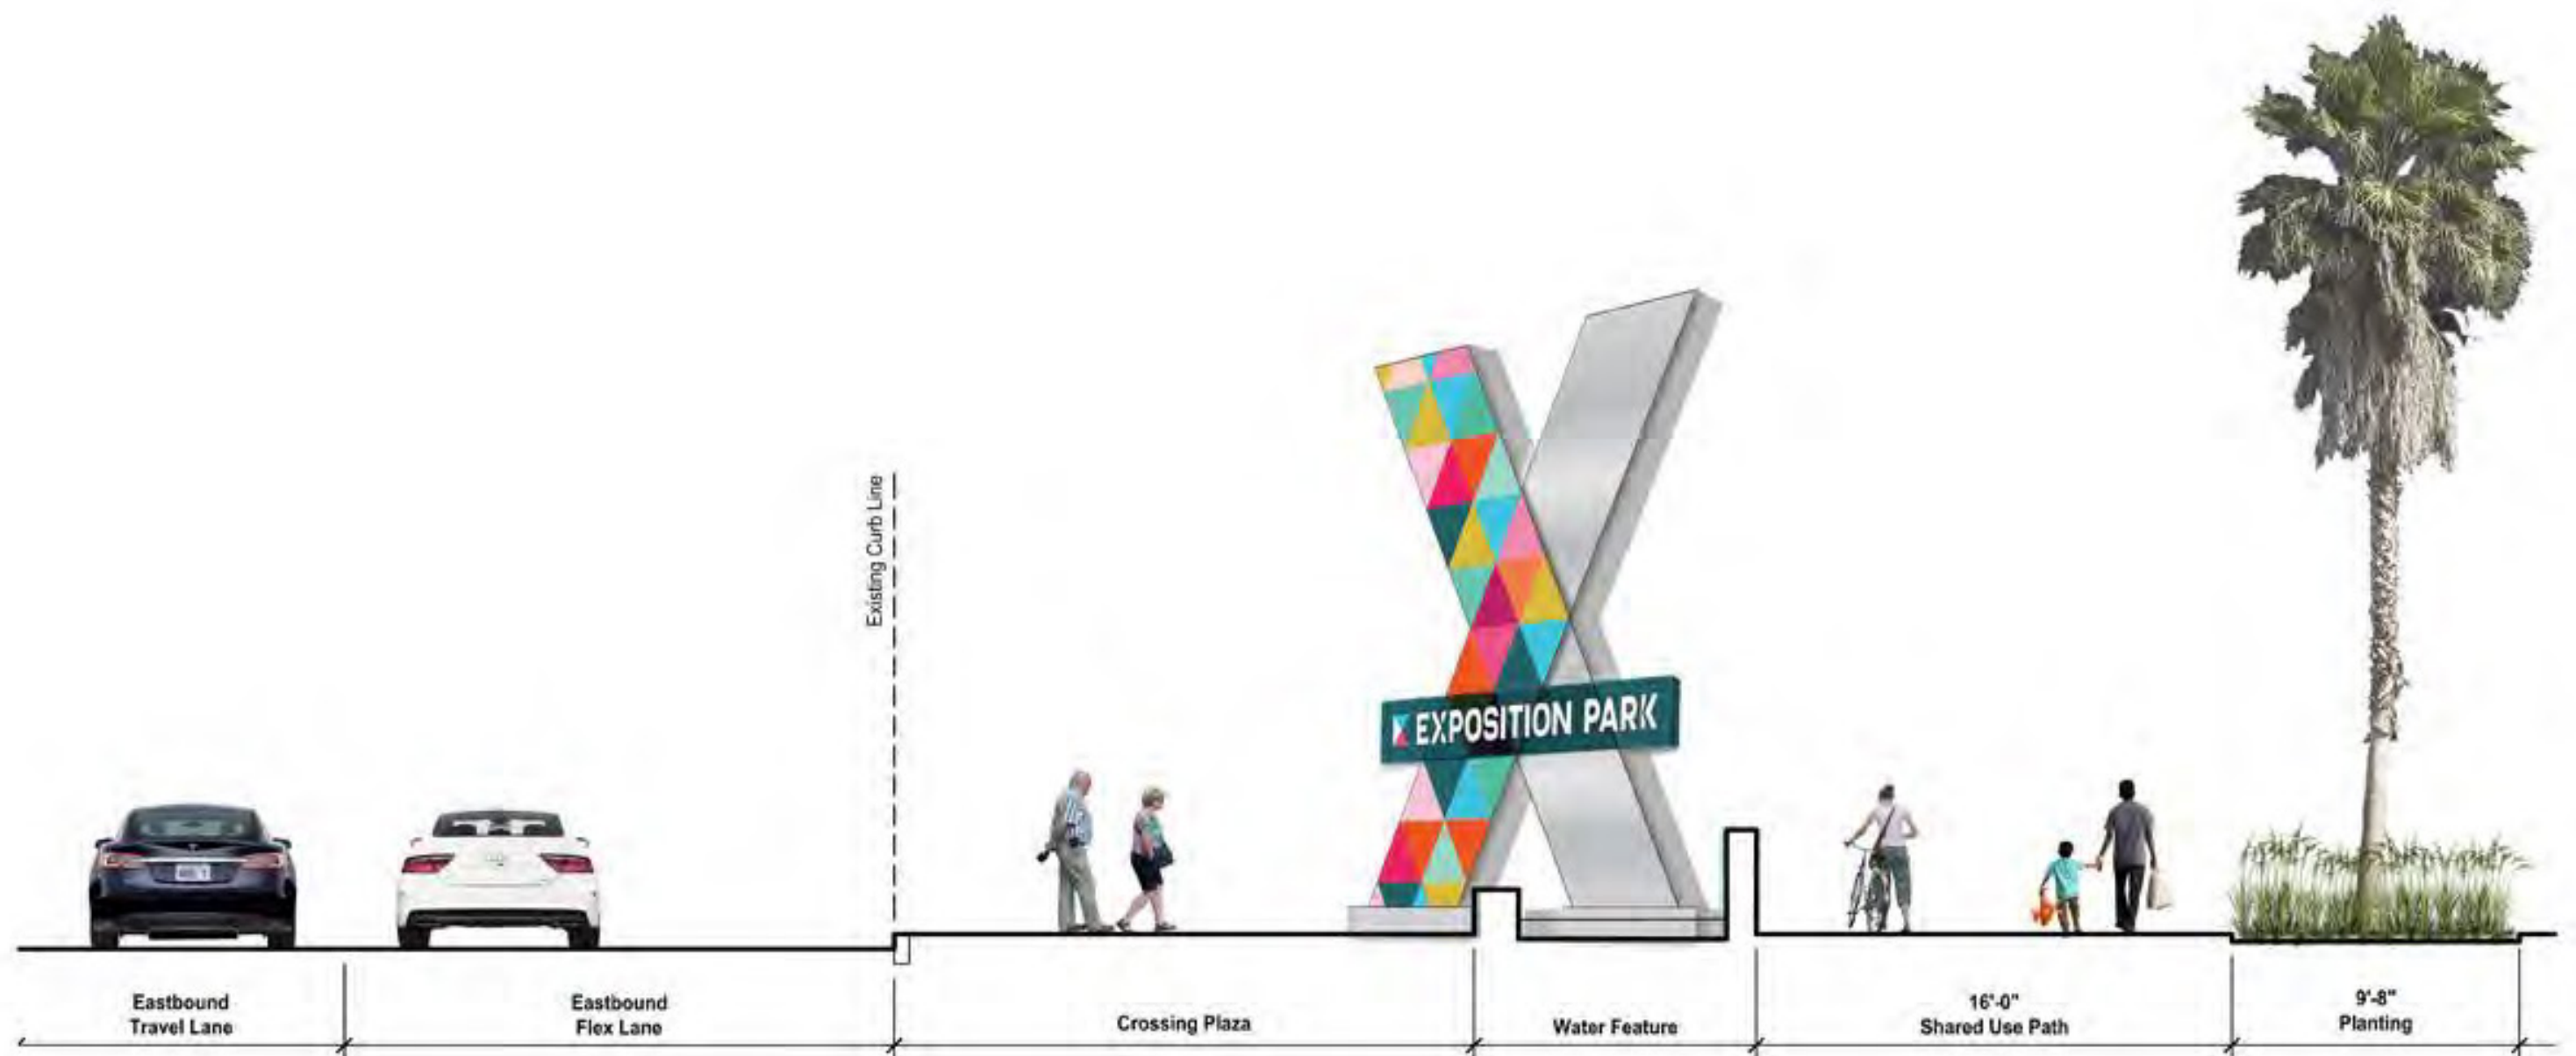 Existing Curb Line
EXPOSITION PARK
Eastbound
Travel Lane
Eastbound
Flex Lane
Crossing Plaza
Water Feature
16'-0"
Shared Use Path
9'-8"
Planting